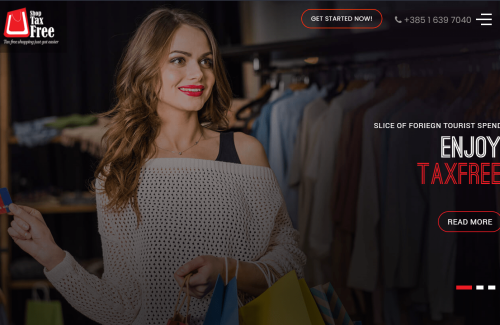 Shop
Tax
Free
Tax free shopping just got easier
GET STARTED NOW!
+385 1 639 7040
SLICE OF FORIEGN TOURIST SPEND
ENJOY
TAXFREE
READ MORE